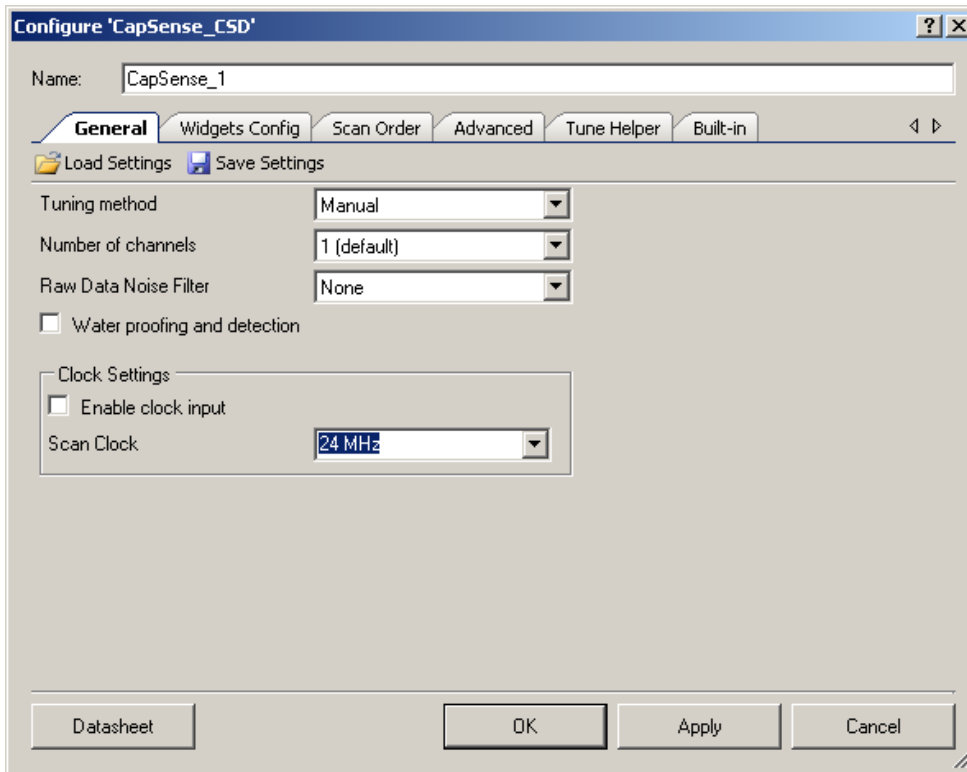 Configure 'CapSense_CSD'
Name: CapSense_1
General Widgets Config Scan Order Advanced Tune Helper Built-in
Load Settings Save Settings
Tuning method Manual
Number of channels 1 (default)
Raw Data Noise Filter None
Water proofing and detection
Clock Settings
Enable clock input
Scan Clock 24 MHz
Datasheet OK Apply Cancel